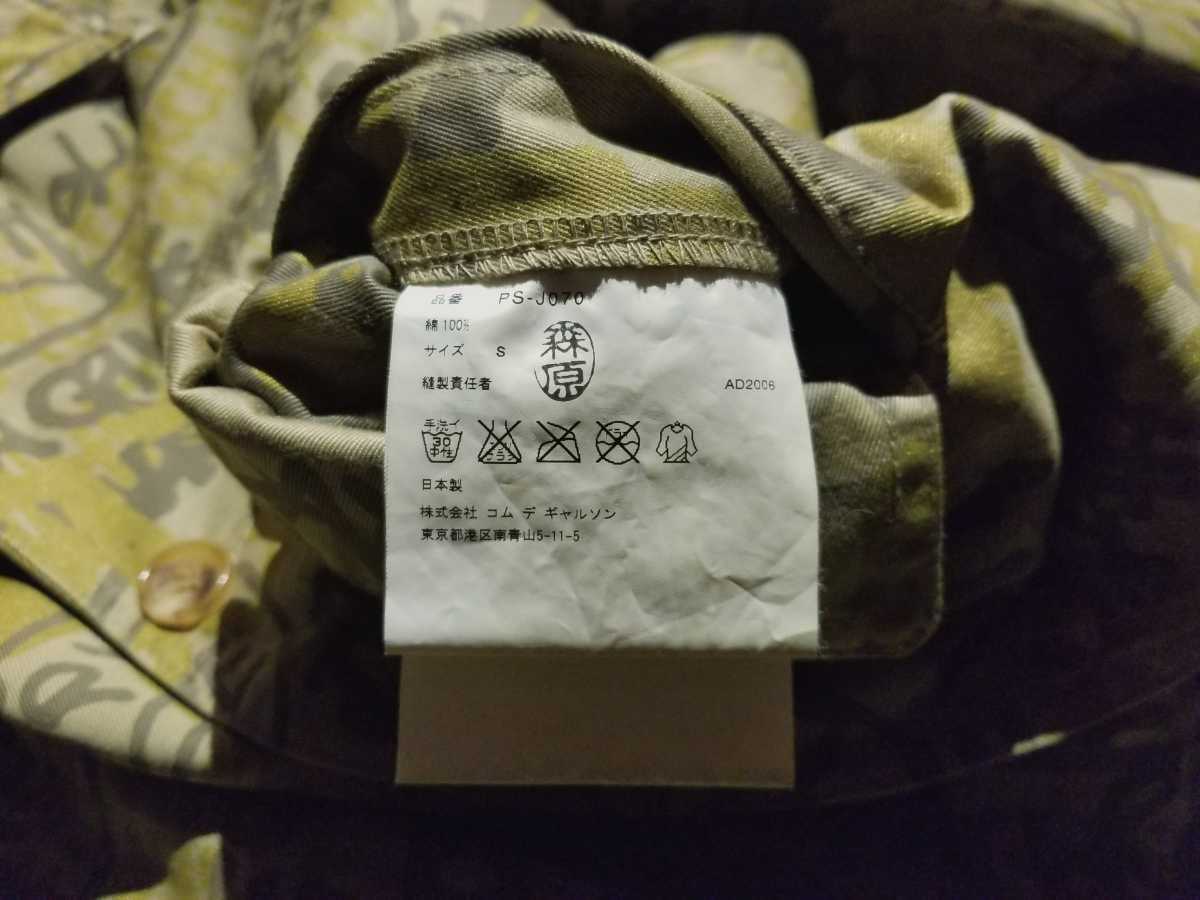 品番 PS-J070
綿 100%
サイズ S
森原
縫製責任者 AD2006
手洗イ
30
中性
日本製
株式会社 コム デ ギャルソン
東京都港区南青山5-11-5